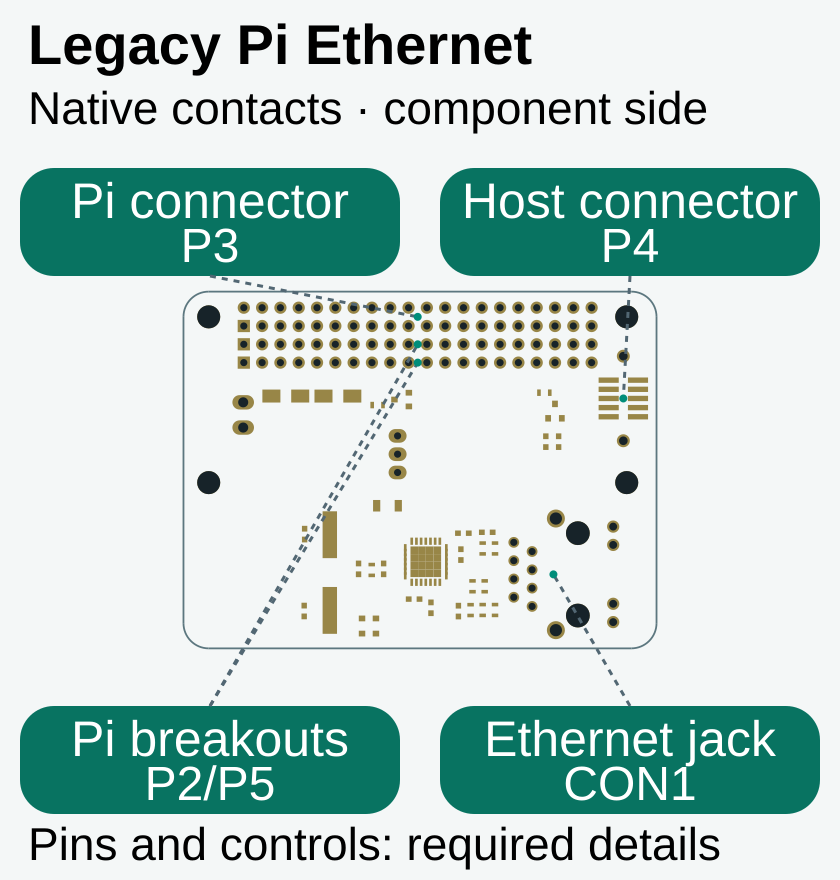 Legacy Pi Ethernet
Native contacts · component side
Pi connector
P3
Host connector
P4
Pi breakouts
P2/P5
Ethernet jack
CON1
Pins and controls: required details